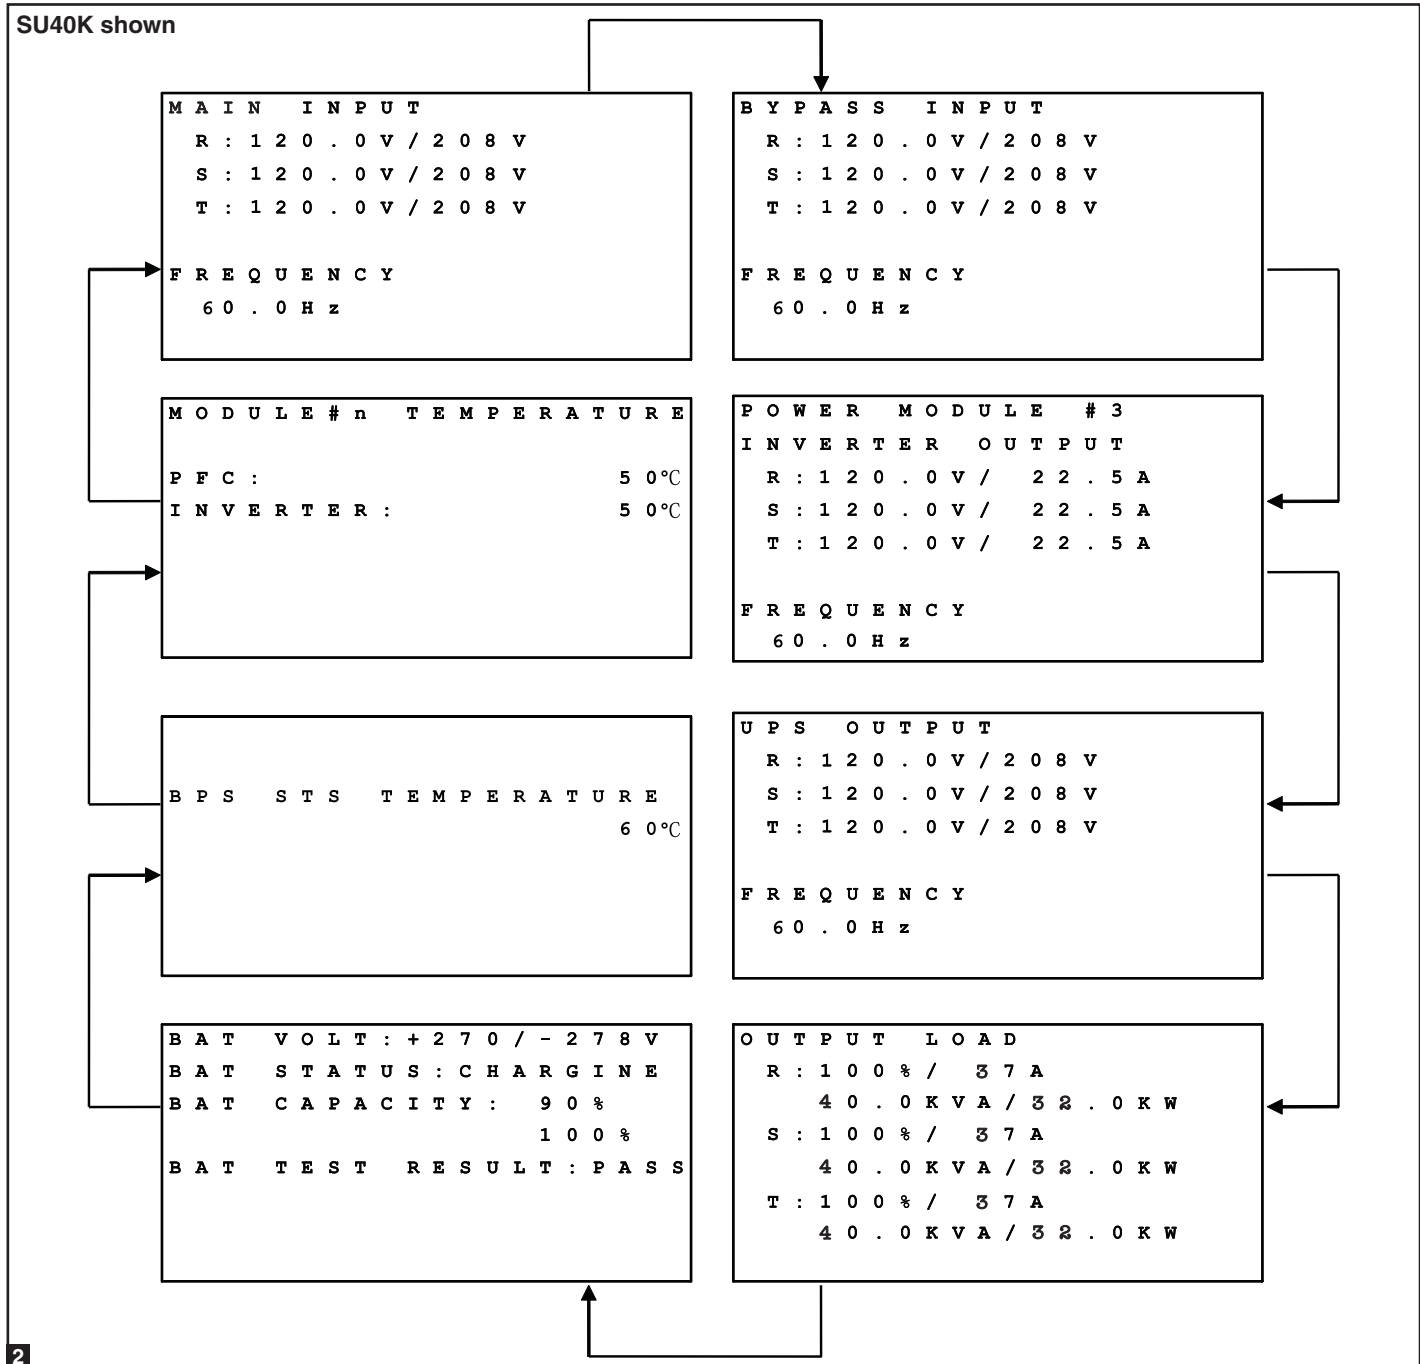 SU40K shown
MAIN INPUT
R:120.0V/208V
S:120.0V/208V
T:120.0V/208V
FREQUENCY
60.0Hz
BYPASS INPUT
R:120.0V/208V
S:120.0V/208V
T:120.0V/208V
FREQUENCY
60.0Hz
MODULE#n TEMPERATURE
PFC: 50℃
INVERTER: 50℃
POWER MODULE #3
INVERTER OUTPUT
R:120.0V/ 22.5A
S:120.0V/ 22.5A
T:120.0V/ 22.5A
FREQUENCY
60.0Hz
BPS STS TEMPERATURE
60℃
UPS OUTPUT
R:120.0V/208V
S:120.0V/208V
T:120.0V/208V
FREQUENCY
60.0Hz
BAT VOLT:+270/-278V
BAT STATUS:CHARGINE
BAT CAPACITY: 90%
100%
BAT TEST RESULT:PASS
OUTPUT LOAD
R:100%/ 37A
40.0KVA/32.0KW
S:100%/ 37A
40.0KVA/32.0KW
T:100%/ 37A
40.0KVA/32.0KW
2